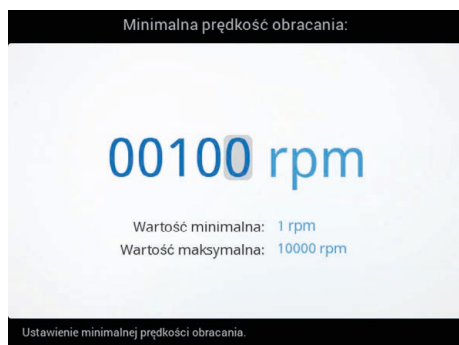 Minimalna prędkość obracania:
00100 rpm
Wartość minimalna: 1 rpm
Wartość maksymalna: 10000 rpm
Ustawienie minimalnej prędkości obracania.